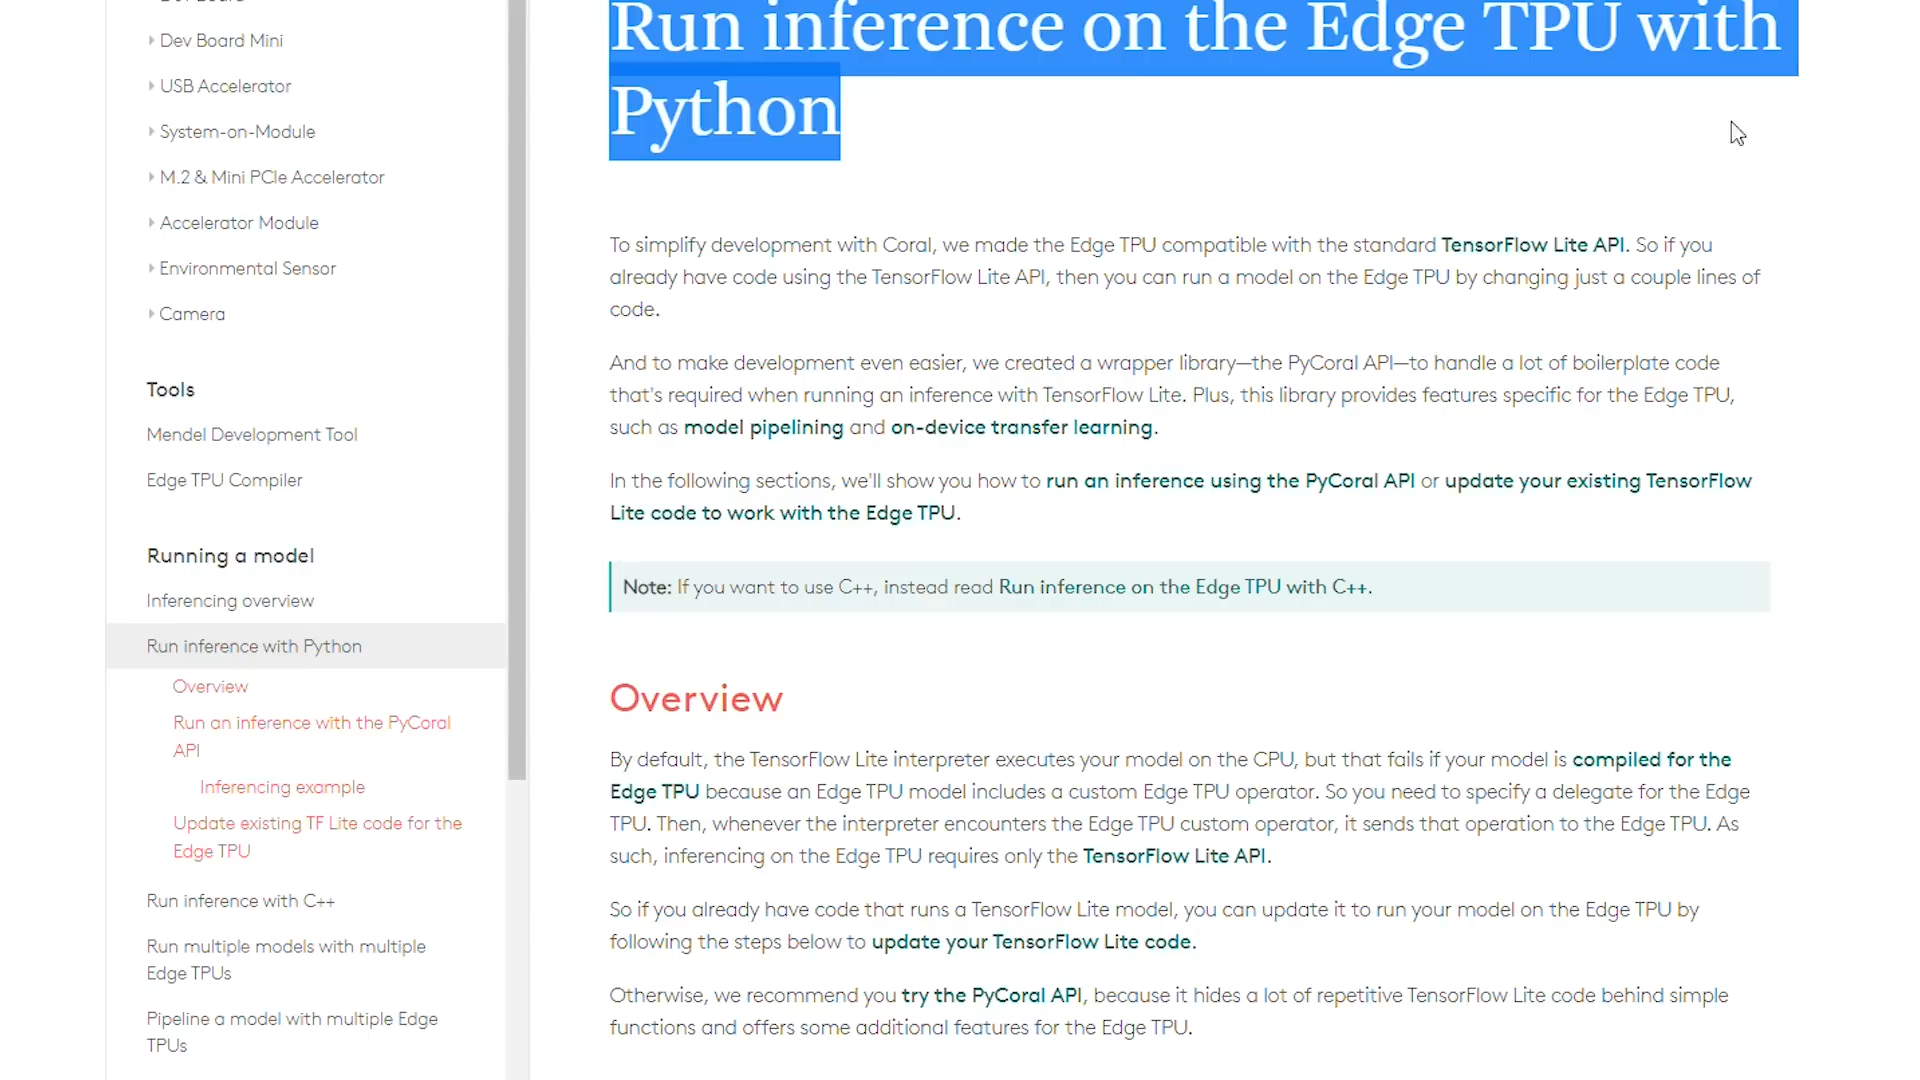 Dev Board Mini
USB Accelerator
System-on-Module
M.2 & Mini PCIe Accelerator
Accelerator Module
Environmental Sensor
Camera
Tools
Mendel Development Tool
Edge TPU Compiler
Running a model
Inferencing overview
Run inference with Python
Overview
Run an inference with the PyCoral
API
Inferencing example
Update existing TF Lite code for the
Edge TPU
Run inference with C++
Run multiple models with multiple
Edge TPUs
Pipeline a model with multiple Edge
TPUs
Run inference on the Edge TPU with
Python
To simplify development with Coral, we made the Edge TPU compatible with the standard TensorFlow Lite API. So if you
already have code using the TensorFlow Lite API, then you can run a model on the Edge TPU by changing just a couple lines of
code.
And to make development even easier, we created a wrapper library—the PyCoral API—to handle a lot of boilerplate code
that's required when running an inference with TensorFlow Lite. Plus, this library provides features specific for the Edge TPU,
such as model pipelining and on-device transfer learning.
In the following sections, we'll show you how to run an inference using the PyCoral API or update your existing TensorFlow
Lite code to work with the Edge TPU.
Note: If you want to use C++, instead read Run inference on the Edge TPU with C++.
Overview
By default, the TensorFlow Lite interpreter executes your model on the CPU, but that fails if your model is compiled for the
Edge TPU because an Edge TPU model includes a custom Edge TPU operator. So you need to specify a delegate for the Edge
TPU. Then, whenever the interpreter encounters the Edge TPU custom operator, it sends that operation to the Edge TPU. As
such, inferencing on the Edge TPU requires only the TensorFlow Lite API.
So if you already have code that runs a TensorFlow Lite model, you can update it to run your model on the Edge TPU by
following the steps below to update your TensorFlow Lite code.
Otherwise, we recommend you try the PyCoral API, because it hides a lot of repetitive TensorFlow Lite code behind simple
functions and offers some additional features for the Edge TPU.